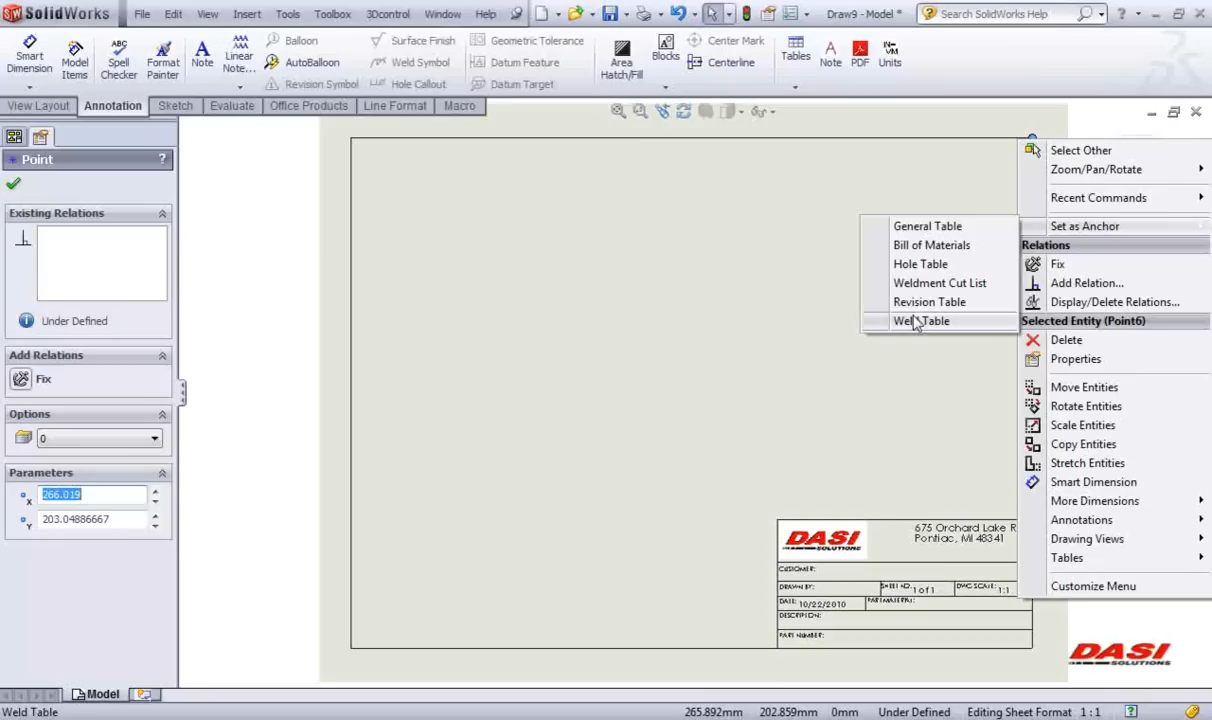 SolidWorks File Edit View Insert Tools Toolbox 3Dcontrol Window Help Draw9 - Model * Search SolidWorks Help
Smart Dimension
Model Items
Spell Checker
Format Painter
Note
Linear Note...
Balloon
AutoBalloon
Revision Symbol
Surface Finish
Weld Symbol
Hole Callout
Geometric Tolerance
Datum Feature
Datum Target
Area Hatch/Fill
Blocks
Center Mark
Centerline
Tables
Note
PDF
Units
View Layout Annotation Sketch Evaluate Office Products Line Format Macro
Point ?
Existing Relations
Under Defined
Add Relations
Fix
Options
0
Parameters
X 266.019
Y 203.04886667
General Table
Bill of Materials
Hole Table
Weldment Cut List
Revision Table
Weld Table
Select Other
Zoom/Pan/Rotate
Recent Commands
Set as Anchor
Relations
Fix
Add Relation...
Display/Delete Relations...
Selected Entity (Point6)
Delete
Properties
Move Entities
Rotate Entities
Scale Entities
Copy Entities
Stretch Entities
Smart Dimension
More Dimensions
Annotations
Drawing Views
Tables
Customize Menu
DASI
SOLUTIONS
675 Orchard Lake R
Pontiac, MI 48341
CUSTOMER:
DRAWN BY: SHEET NO: 1 of 1 DWG SCALE: 1:1
DATE: 10/22/2010 PART MATERIAL:
DESCRIPTION:
PART NUMBER:
DASI
SOLUTIONS
Model
Weld Table 265.892mm 202.859mm 0mm Under Defined Editing Sheet Format 1 : 1